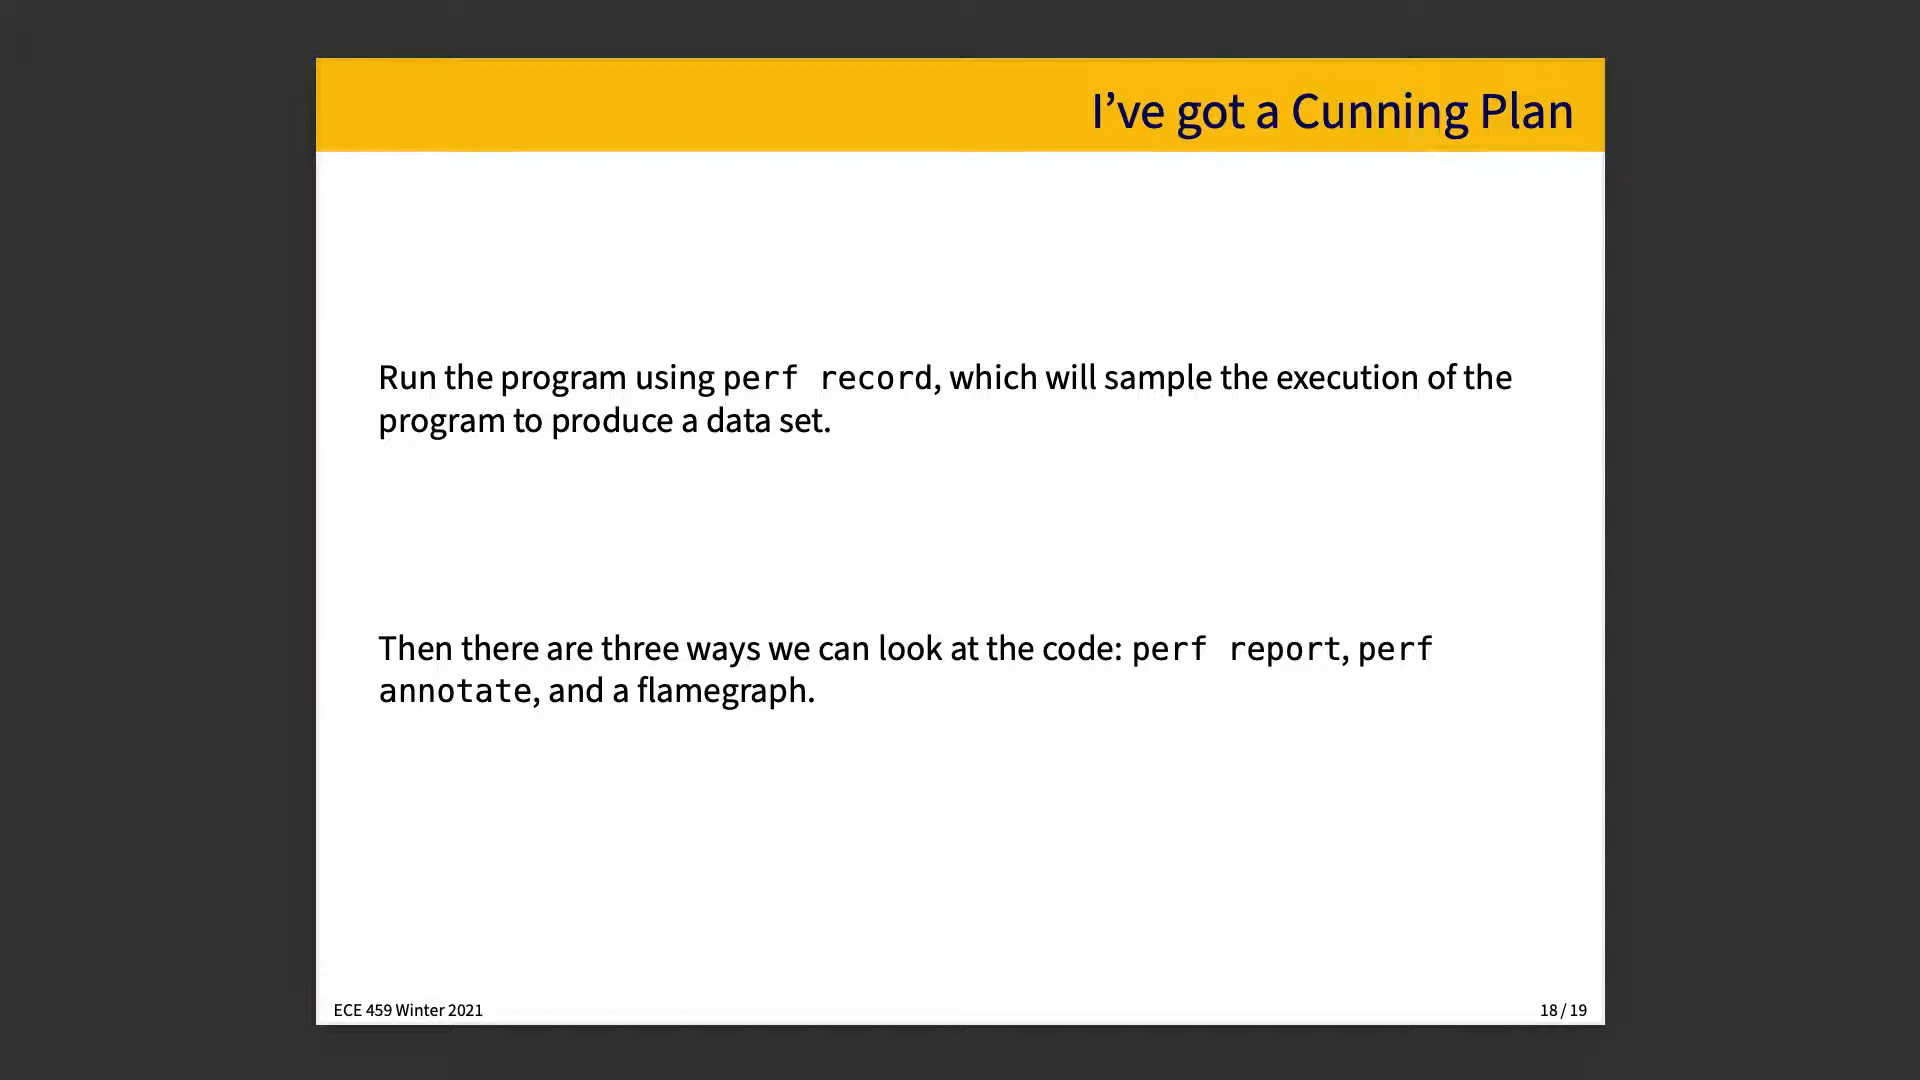 I’ve got a Cunning Plan
Run the program using perf record, which will sample the execution of the
program to produce a data set.
Then there are three ways we can look at the code: perf report, perf
annotate, and a flamegraph.
ECE 459 Winter 2021
18 / 19